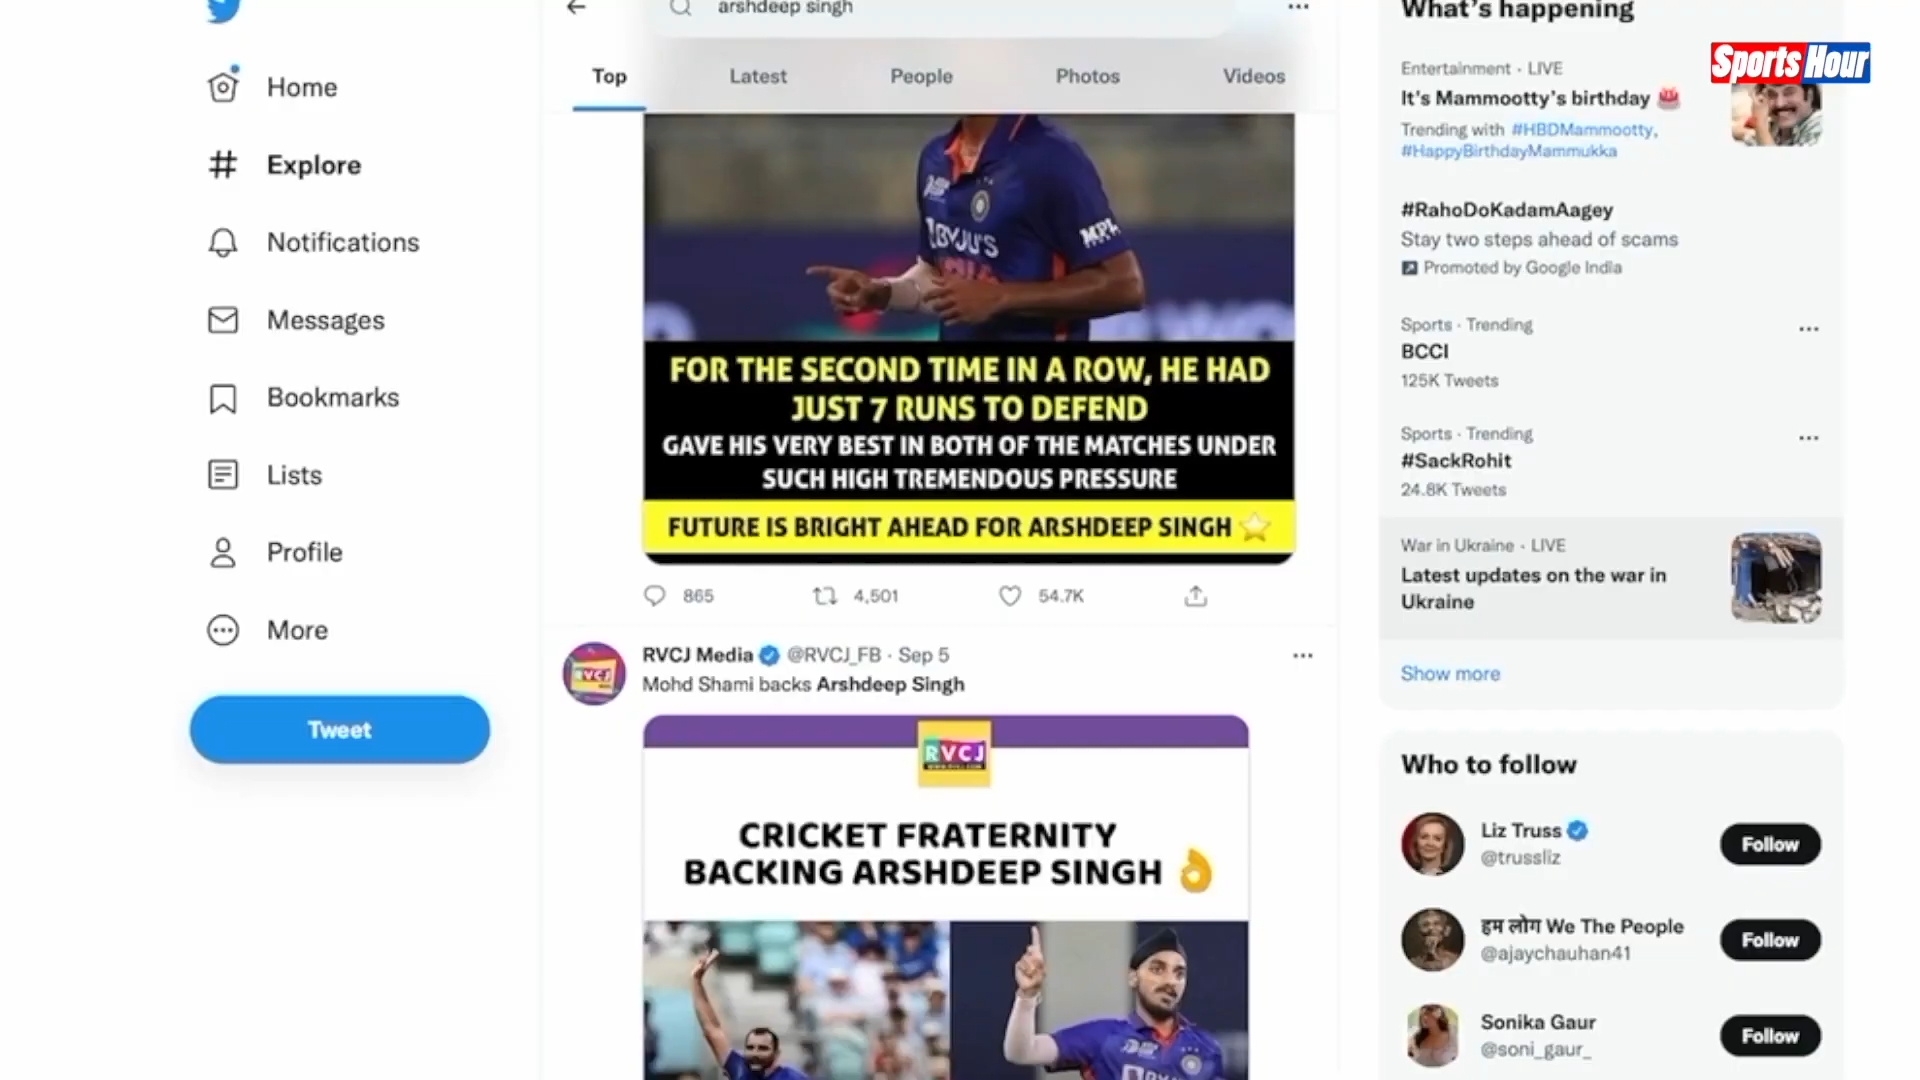 arshdeep singh
Top
Latest
People
Photos
Videos
Home
Explore
Notifications
Messages
Bookmarks
Lists
Profile
More
Tweet
BYJU'S
MPL
FOR THE SECOND TIME IN A ROW, HE HAD
JUST 7 RUNS TO DEFEND
GAVE HIS VERY BEST IN BOTH OF THE MATCHES UNDER
SUCH HIGH TREMENDOUS PRESSURE
FUTURE IS BRIGHT AHEAD FOR ARSHDEEP SINGH
865
4,501
54.7K
RVCJ
RVCJ Media @RVCJ_FB · Sep 5
Mohd Shami backs Arshdeep Singh
RVCJ
WWW.RVCJ.COM
CRICKET FRATERNITY
BACKING ARSHDEEP SINGH 👌
BYJU'S
What's happening
Sports Hour
Entertainment · LIVE
It's Mammootty's birthday 🎂
Trending with #HBDMammootty,
#HappyBirthdayMammukka
#RahoDoKadamAagey
Stay two steps ahead of scams
Promoted by Google India
Sports · Trending
BCCI
125K Tweets
Sports · Trending
#SackRohit
24.8K Tweets
War in Ukraine · LIVE
Latest updates on the war in
Ukraine
Show more
Who to follow
Liz Truss
@trussliz
Follow
हम लोग We The People
@ajaychauhan41
Follow
Sonika Gaur
@soni_gaur_
Follow